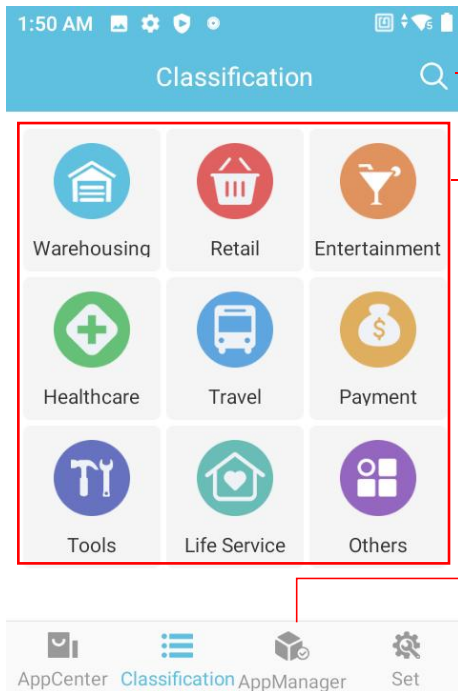 1:50 AM
Classification
Warehousing Retail Entertainment
Healthcare Travel Payment
$
Tools Life Service Others
AppCenter Classification AppManager Set